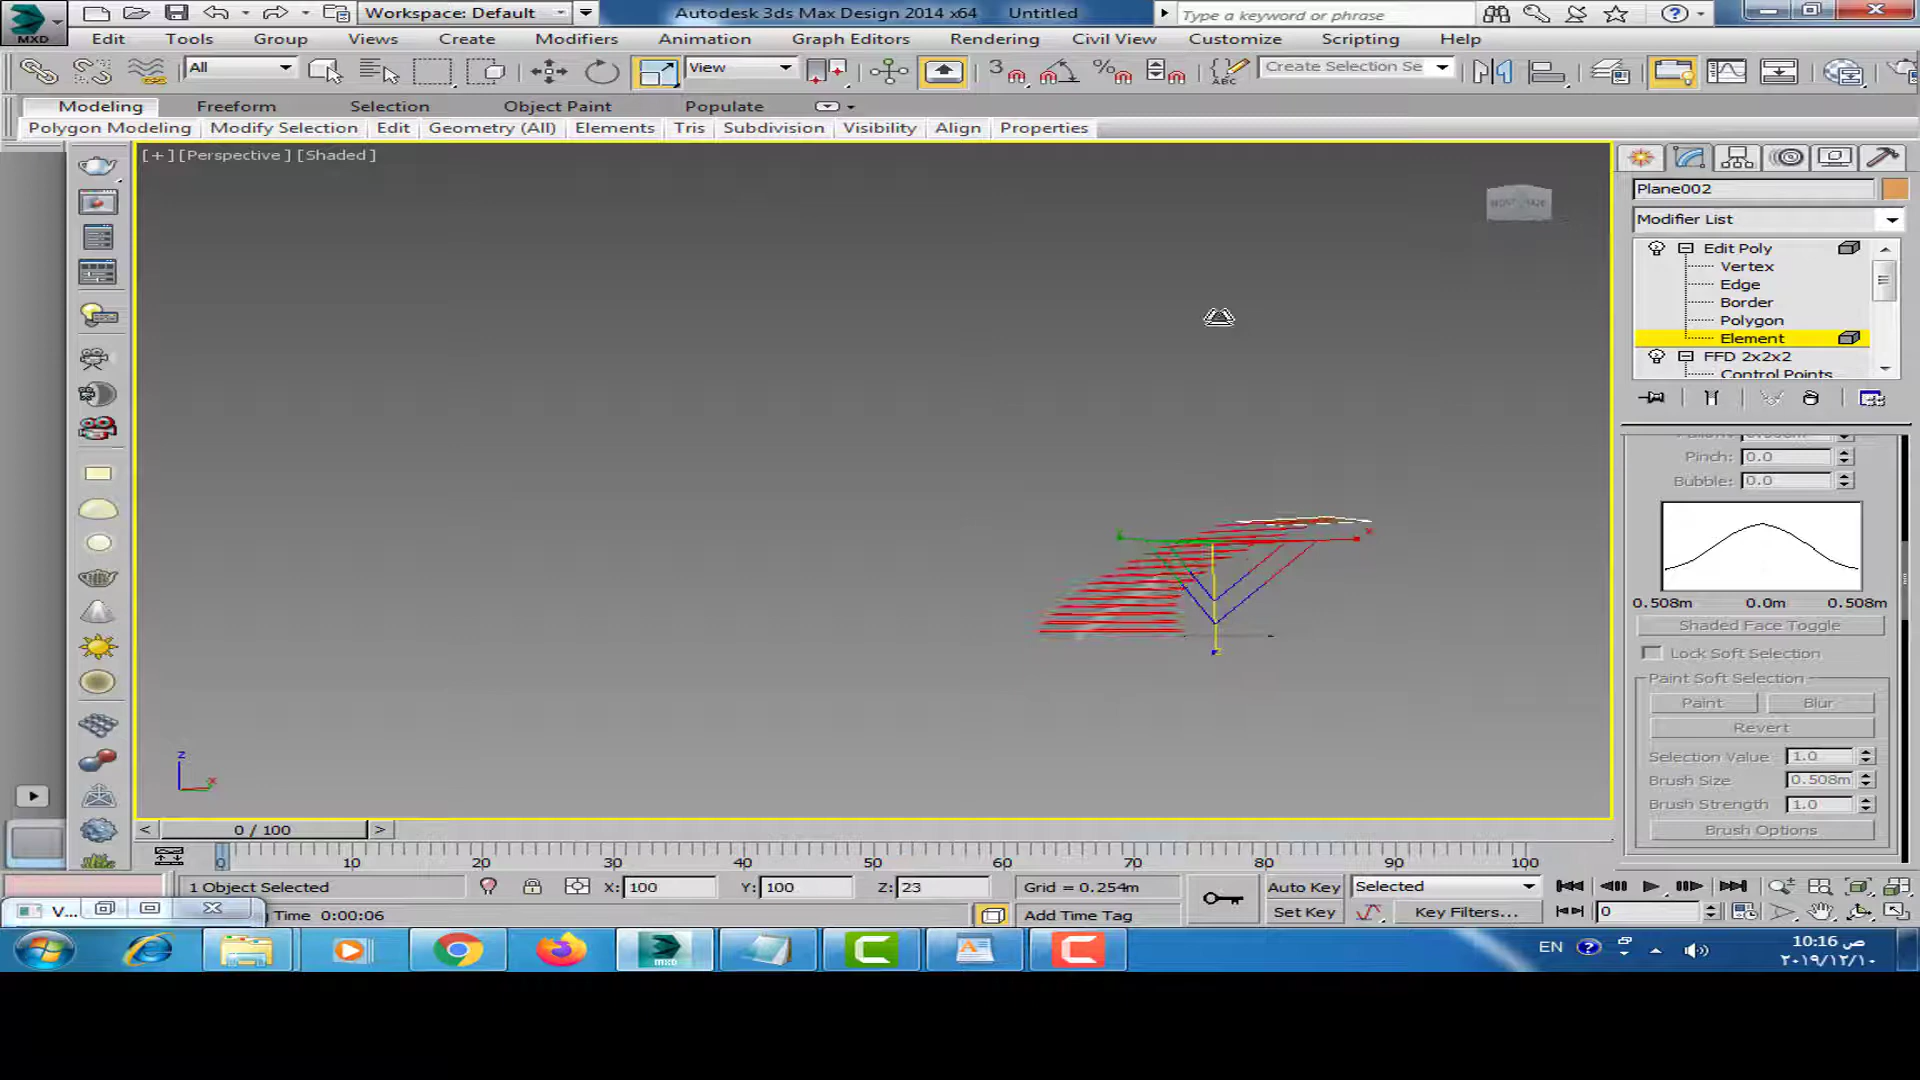 Workspace: Default
Autodesk 3ds Max Design 2014 x64 Untitled
Type a keyword or phrase
MXD
Edit Tools Group Views Create Modifiers Animation Graph Editors Rendering Civil View Customize Scripting Help
All
View
3
ABC
Create Selection Se
Modeling Freeform Selection Object Paint Populate
Polygon Modeling Modify Selection Edit Geometry (All) Elements Tris Subdivision Visibility Align Properties
[+][Perspective][Shaded]
Plane002
Modifier List
Edit Poly
Vertex
Edge
Border
Polygon
Element
FFD 2x2x2
Control Points
Pinch: 0.0
Bubble: 0.0
0.508m 0.0m 0.508m
Shaded Face Toggle
Lock Soft Selection
Paint Soft Selection
Paint Blur
Revert
Selection Value 1.0
Brush Size 0.508m
Brush Strength 1.0
Brush Options
x
z
z
x
< 0 / 100 >
0 10 20 30 40 50 60 70 80 90 100
1 Object Selected X: 100 Y: 100 Z: 23 Grid = 0.254m Auto Key Selected
V... Time 0:00:06 Add Time Tag Set Key Key Filters... 0
MXD
EN
10:16 ص
٢٠١٩/١٢/١٠